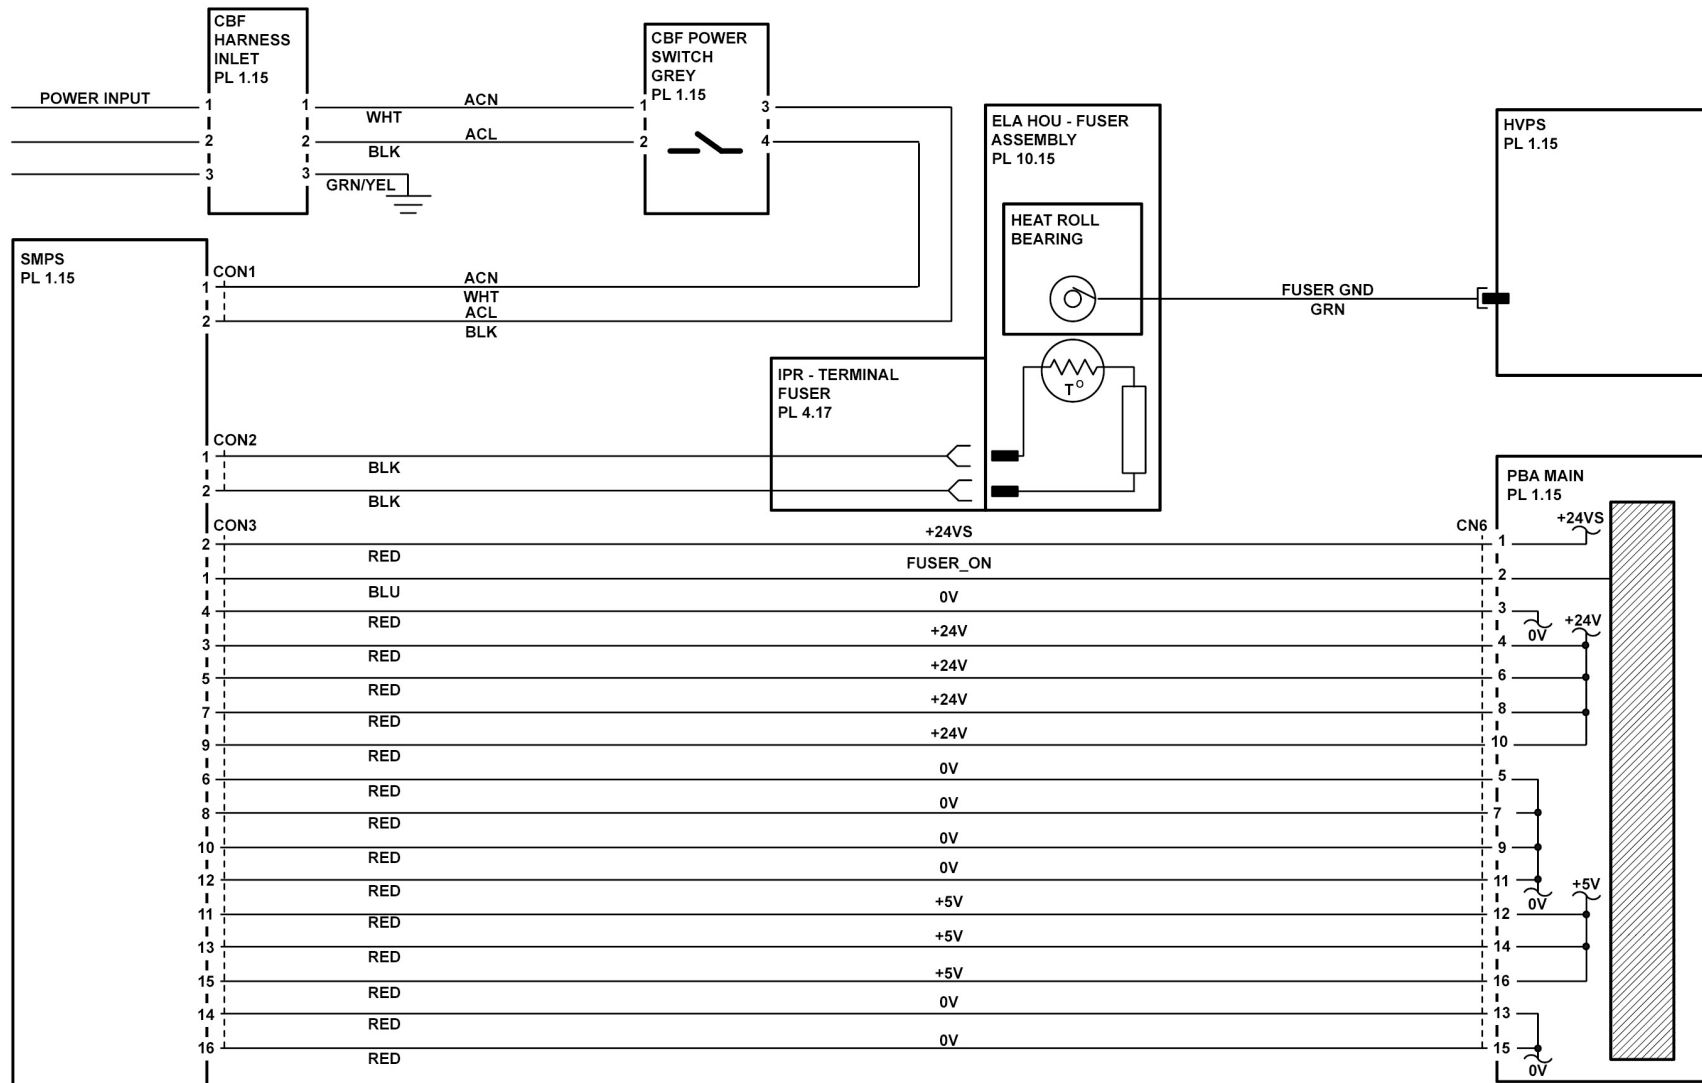 CBF
HARNESS
INLET
PL 1.15
CBF POWER
SWITCH
GREY
PL 1.15
POWER INPUT
1 1 ACN 1 3
WHT
2 2 ACL 2 4
BLK
3 3
GRN/YEL
ELA HOU - FUSER
ASSEMBLY
PL 10.15
HVPS
PL 1.15
HEAT ROLL
BEARING
FUSER GND
GRN
SMPS
PL 1.15
CON1
1 ACN
WHT
2 ACL
BLK
IPR - TERMINAL
FUSER
PL 4.17
T O
CON2
1
BLK
2
BLK
PBA MAIN
PL 1.15
CON3 CN6 +24VS
2 +24VS 1
RED
1 FUSER_ON 2
BLU
4 0V 3
RED 0V +24V
3 +24V 4
RED
5 +24V 6
RED
7 +24V 8
RED
9 +24V 10
RED
6 0V 5
RED
8 0V 7
RED
10 0V 9
RED
12 0V 11
RED 0V +5V
11 +5V 12
RED
13 +5V 14
RED
15 +5V 16
RED
14 0V 13
RED
16 0V 15
RED 0V